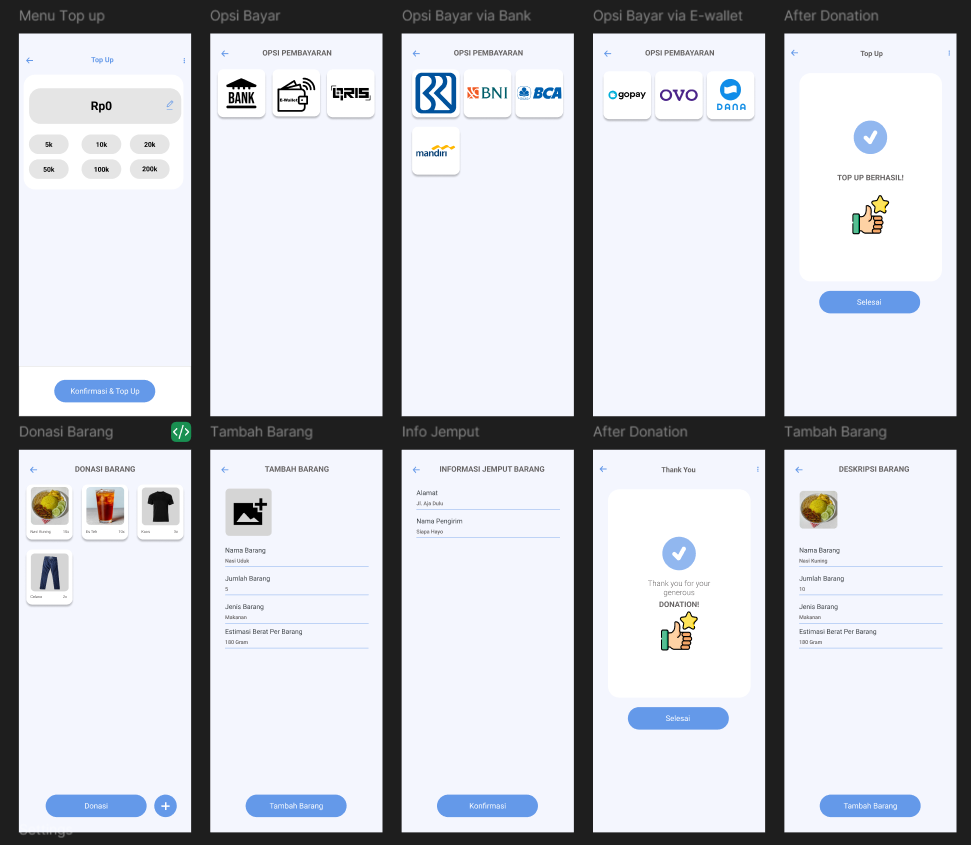 Menu Top up
Opsi Bayar
Opsi Bayar via Bank
Opsi Bayar via E-wallet
After Donation
Top Up
Rp0
5k
10k
20k
50k
100k
200k
Konfirmasi & Top Up
OPSI PEMBAYARAN
BANK
E-Wallet
QRIS
OPSI PEMBAYARAN
BNI
BCA
mandiri
OPSI PEMBAYARAN
gopay
OVO
DANA
Top Up
TOP UP BERHASIL!
Selesai
Donasi Barang
Tambah Barang
Info Jemput
After Donation
Tambah Barang
DONASI BARANG
Nasi Kuning
Es Teh
Kaos
Celana
Donasi
Settings
TAMBAH BARANG
Nama Barang
Nasi Uduk
Jumlah Barang
5
Jenis Barang
Makanan
Estimasi Berat Per Barang
180 Gram
Tambah Barang
INFORMASI JEMPUT BARANG
Alamat
Jl. Aja Dulu
Nama Pengirim
Siapa Hayo
Konfirmasi
Thank You
Thank you for your
generous
DONATION!
Selesai
DESKRIPSI BARANG
Nama Barang
Nasi Kuning
Jumlah Barang
10
Jenis Barang
Makanan
Estimasi Berat Per Barang
180 Gram
Tambah Barang